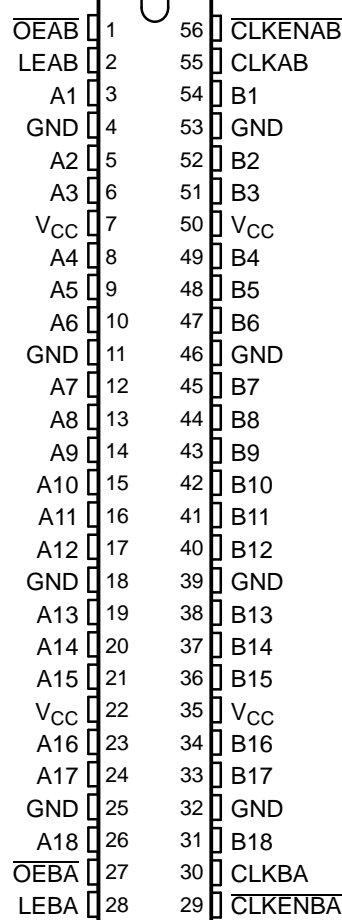 OEAB 1 56 CLKENAB
LEAB 2 55 CLKAB
A1 3 54 B1
GND 4 53 GND
A2 5 52 B2
A3 6 51 B3
VCC 7 50 VCC
A4 8 49 B4
A5 9 48 B5
A6 10 47 B6
GND 11 46 GND
A7 12 45 B7
A8 13 44 B8
A9 14 43 B9
A10 15 42 B10
A11 16 41 B11
A12 17 40 B12
GND 18 39 GND
A13 19 38 B13
A14 20 37 B14
A15 21 36 B15
VCC 22 35 VCC
A16 23 34 B16
A17 24 33 B17
GND 25 32 GND
A18 26 31 B18
OEBA 27 30 CLKBA
LEBA 28 29 CLKENBA